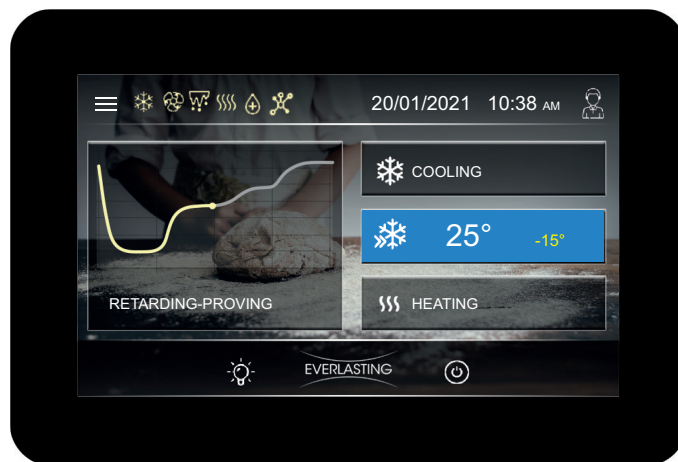 20/01/2021 10:38 AM
COOLING
25° -15°
RETARDING-PROVING
HEATING
EVERLASTING